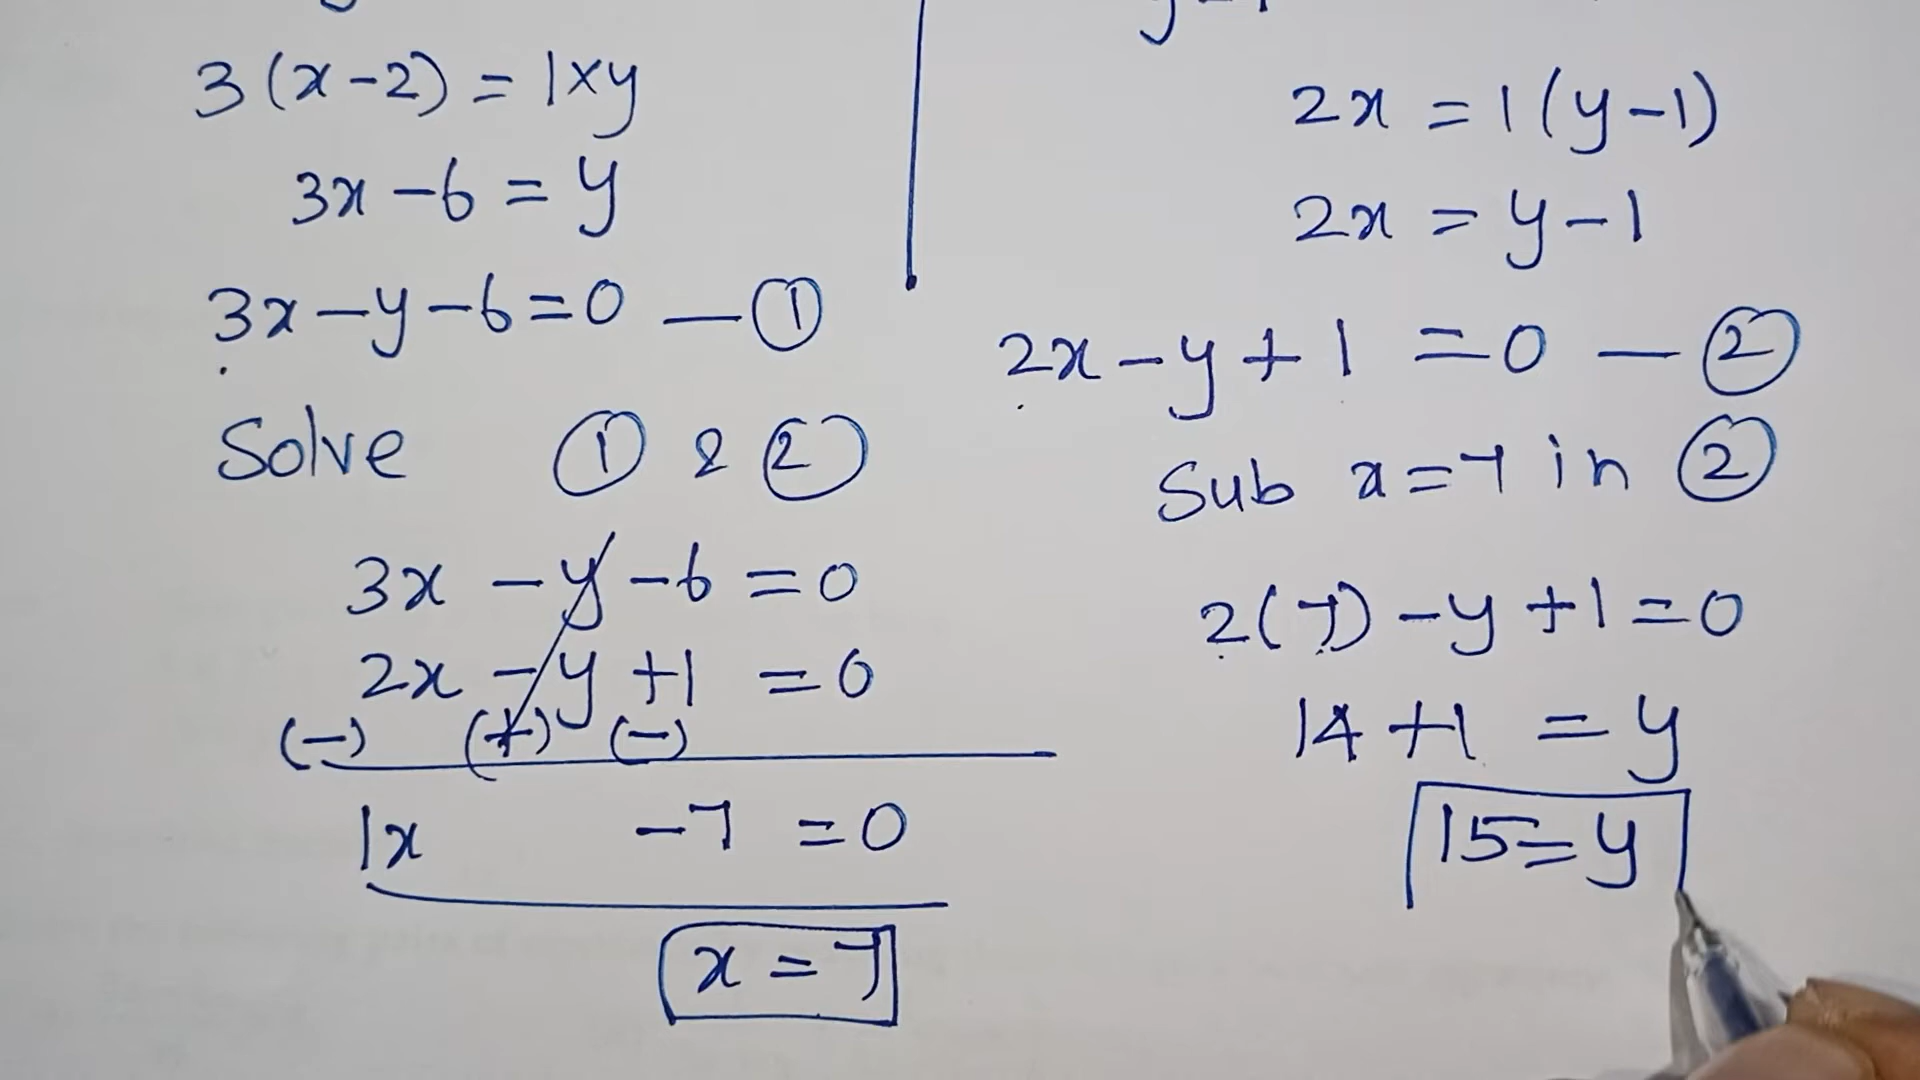 3(x-2) = 1×y
3x-6 = y
3x-y-6=0 — ①
Solve ① & ②
3x -y -6 =0
2x -y +1 =0
(-) (+) (-)
1x -7 =0
x = 7
2x = 1(y-1)
2x = y-1
2x-y+1 =0 — ②
Sub x=7 in ②
2(7) -y +1=0
14 +1 = y
15=y